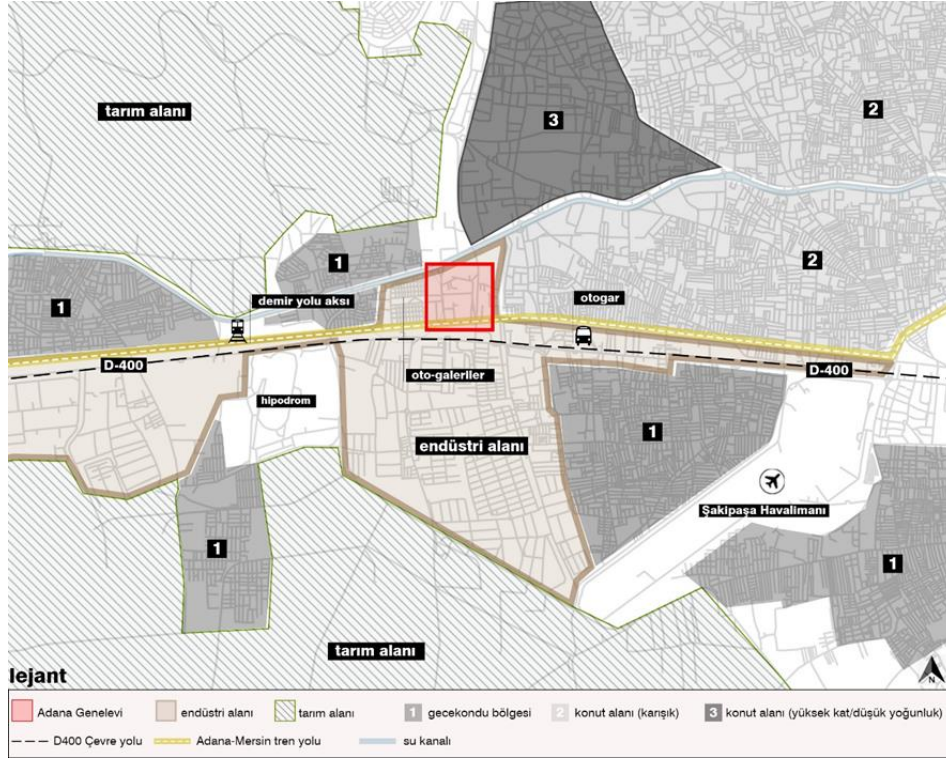 tarım alanı
3
2
1
2
1
demir yolu aksı
otogar
D-400
D-400
oto-galeriler
hipodrom
1
endüstri alanı
Şakipaşa Havalimanı
1
1
tarım alanı
lejant
N
Adana Genelevi
endüstri alanı
tarım alanı
1 gecekondu bölgesi
2 konut alanı (karışık)
3 konut alanı (yüksek kat/düşük yoğunluk)
D400 Çevre yolu
Adana-Mersin tren yolu
su kanalı